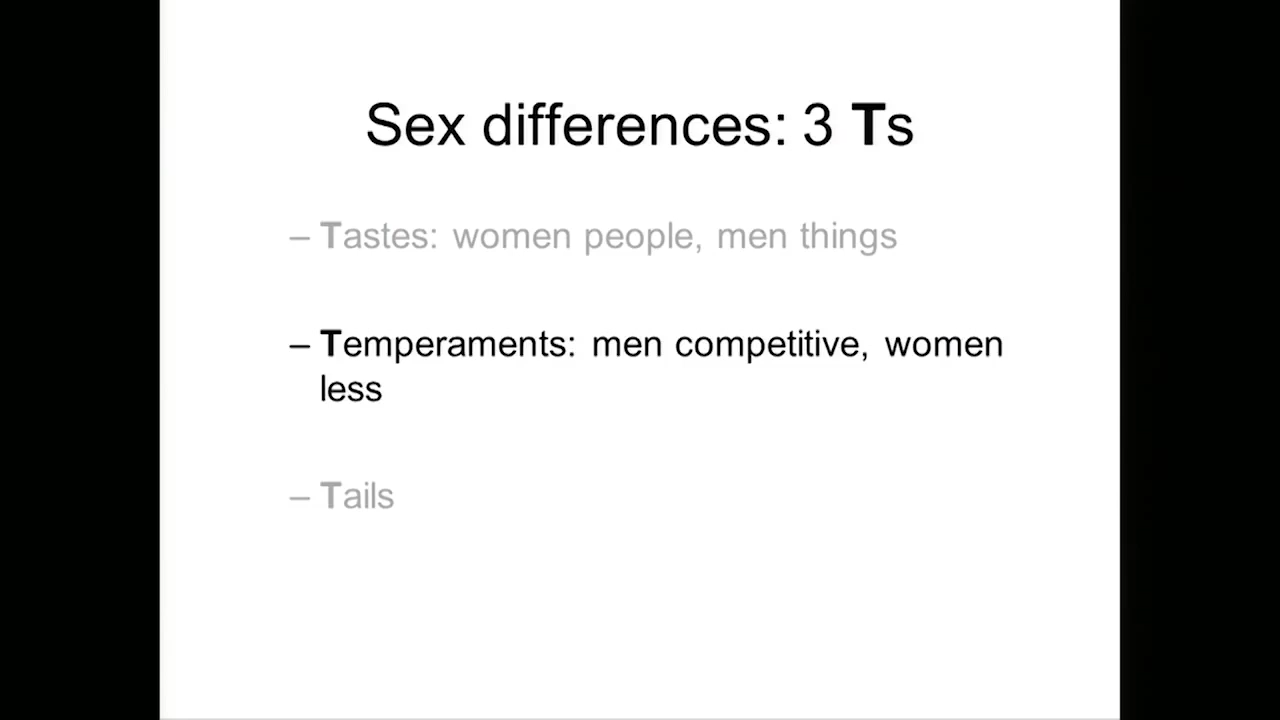 Sex differences: 3 Ts
– Tastes: women people, men things
– Temperaments: men competitive, women
less
– Tails